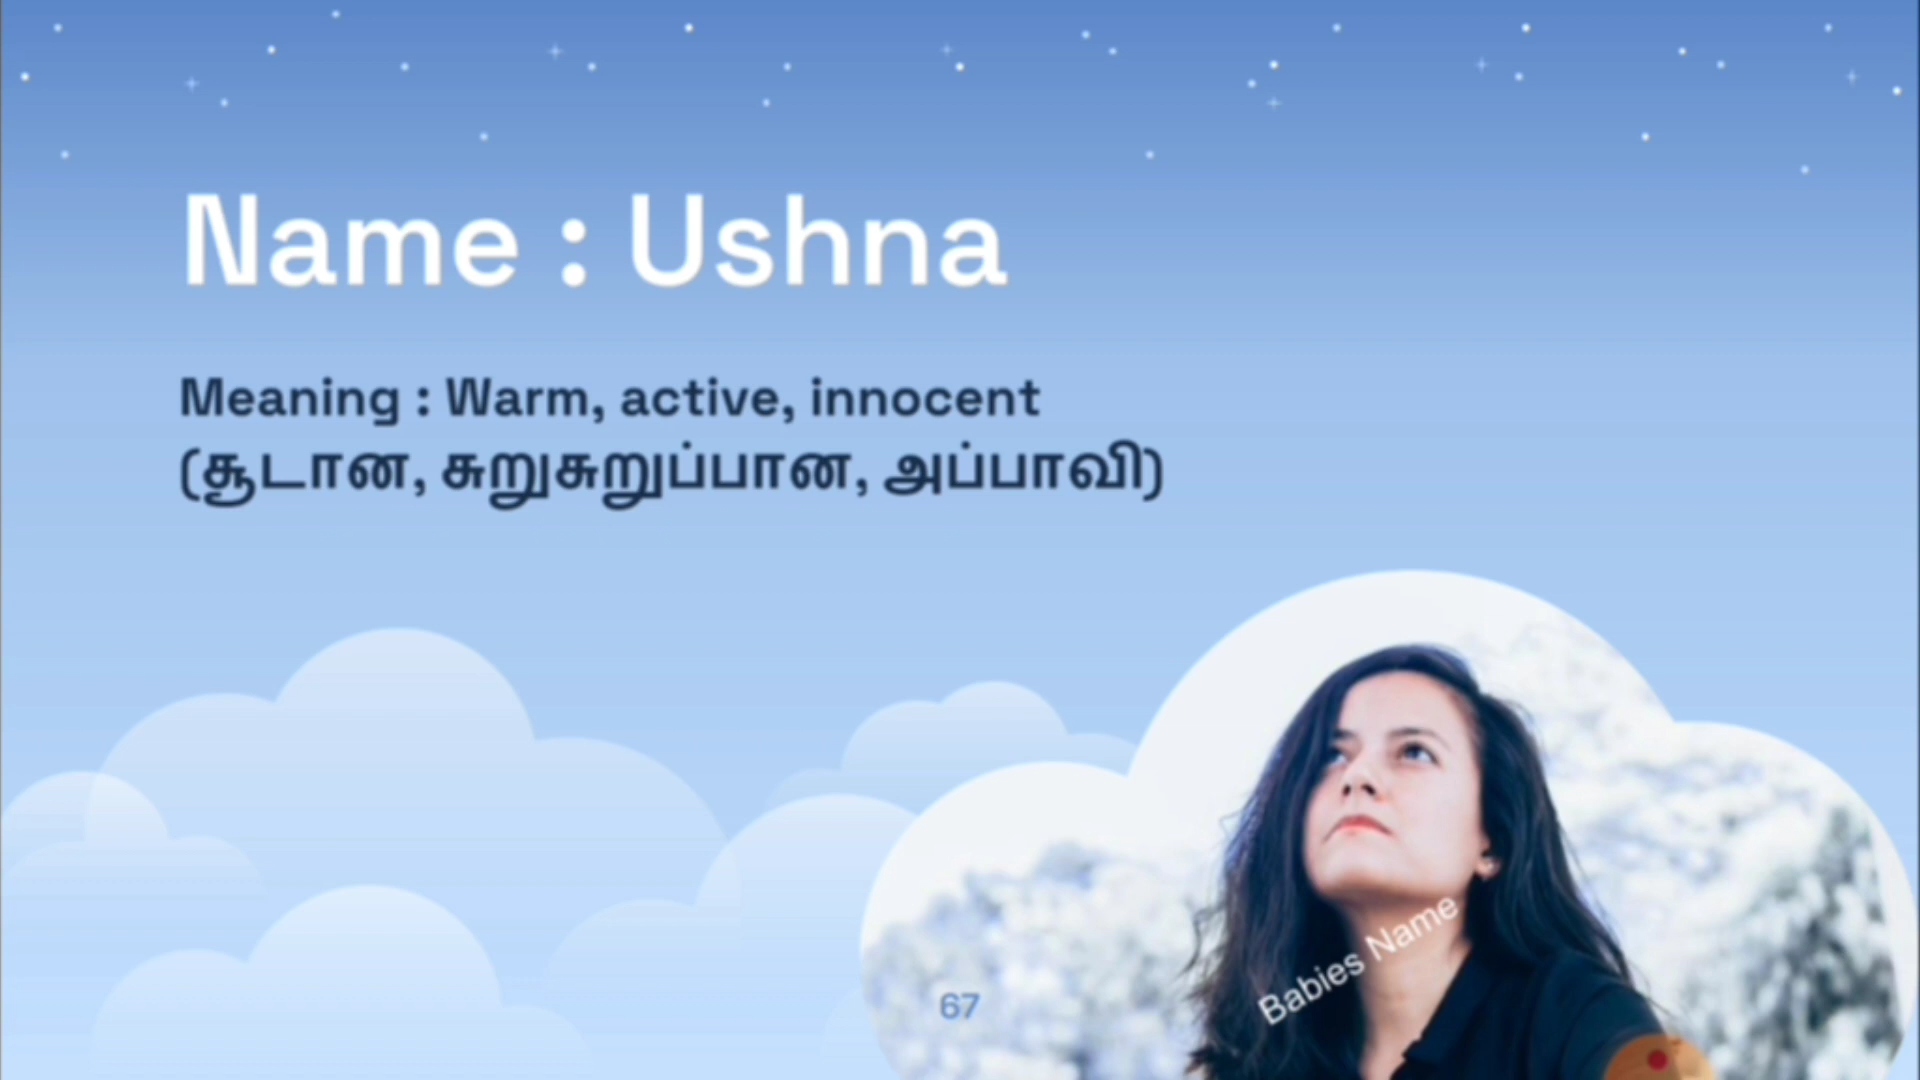 Name : Ushna
Meaning : Warm, active, innocent
(சூடான, சுறுசுறுப்பான, அப்பாவி)
Babies Name
67